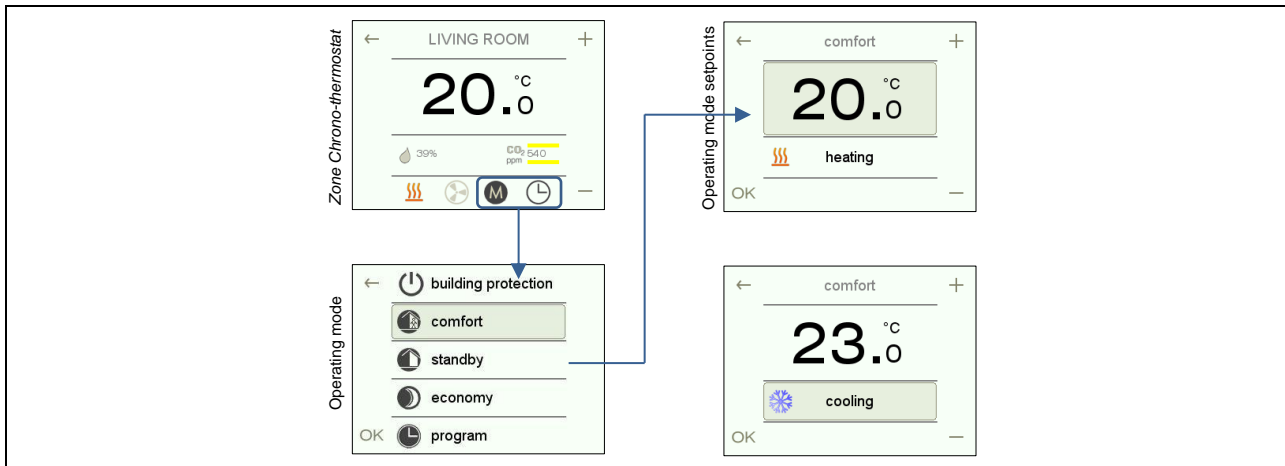 Zone Chrono-thermostat
← LIVING ROOM +
20.0 °C
39% CO₂ ppm 540
M −
Operating mode setpoints
← comfort +
20.0 °C
heating
OK −
Operating mode
← building protection
comfort
standby
economy
OK program
← comfort +
23.0 °C
cooling
OK −